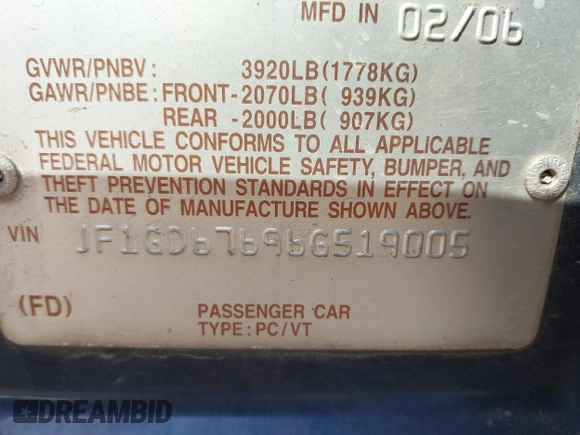 MFD IN 02/06
GVWR/PNBV: 3920LB(1778KG)
GAWR/PNBE: FRONT-2070LB( 939KG)
REAR -2000LB( 907KG)
THIS VEHICLE CONFORMS TO ALL APPLICABLE
FEDERAL MOTOR VEHICLE SAFETY, BUMPER, AND
THEFT PREVENTION STANDARDS IN EFFECT ON
THE DATE OF MANUFACTURE SHOWN ABOVE.
VIN JF1GD67696G519005
(FD) PASSENGER CAR
TYPE: PC/VT
DREAMBID